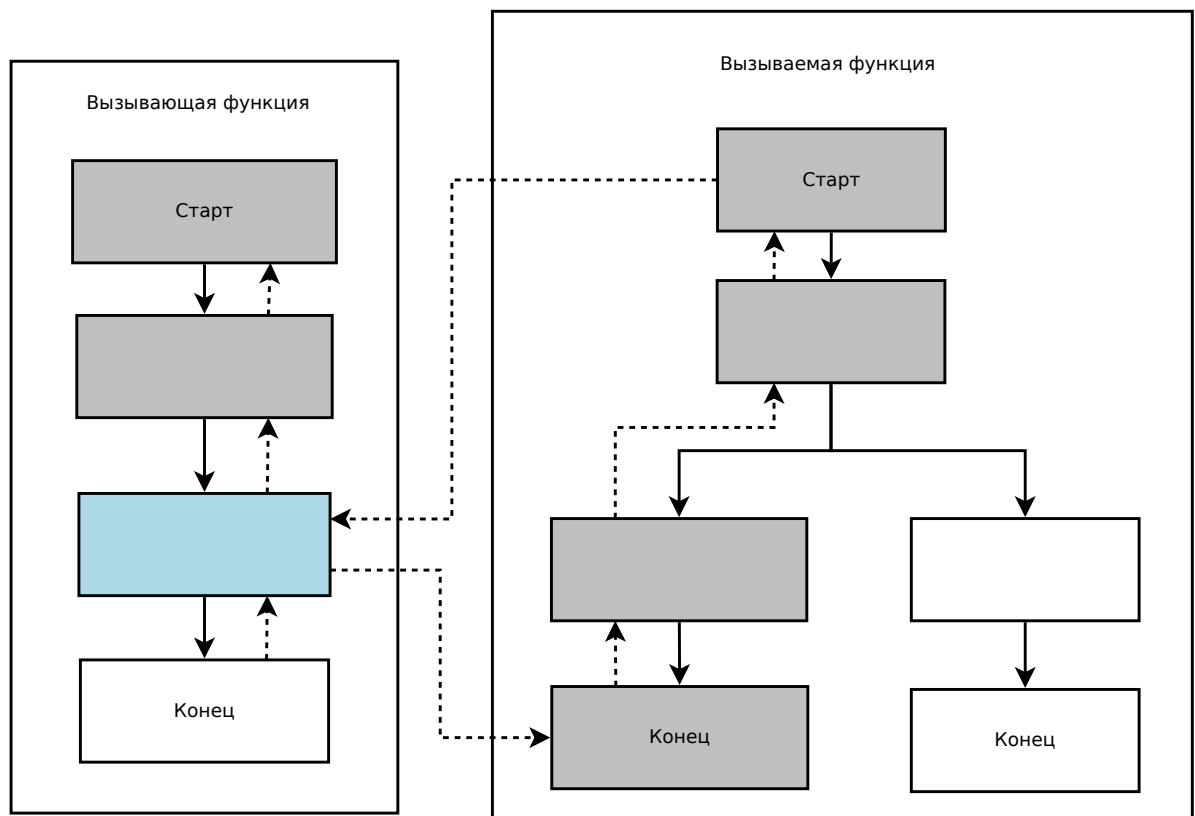 Вызывающая функция
Старт
Конец
Вызываемая функция
Старт
Конец
Конец